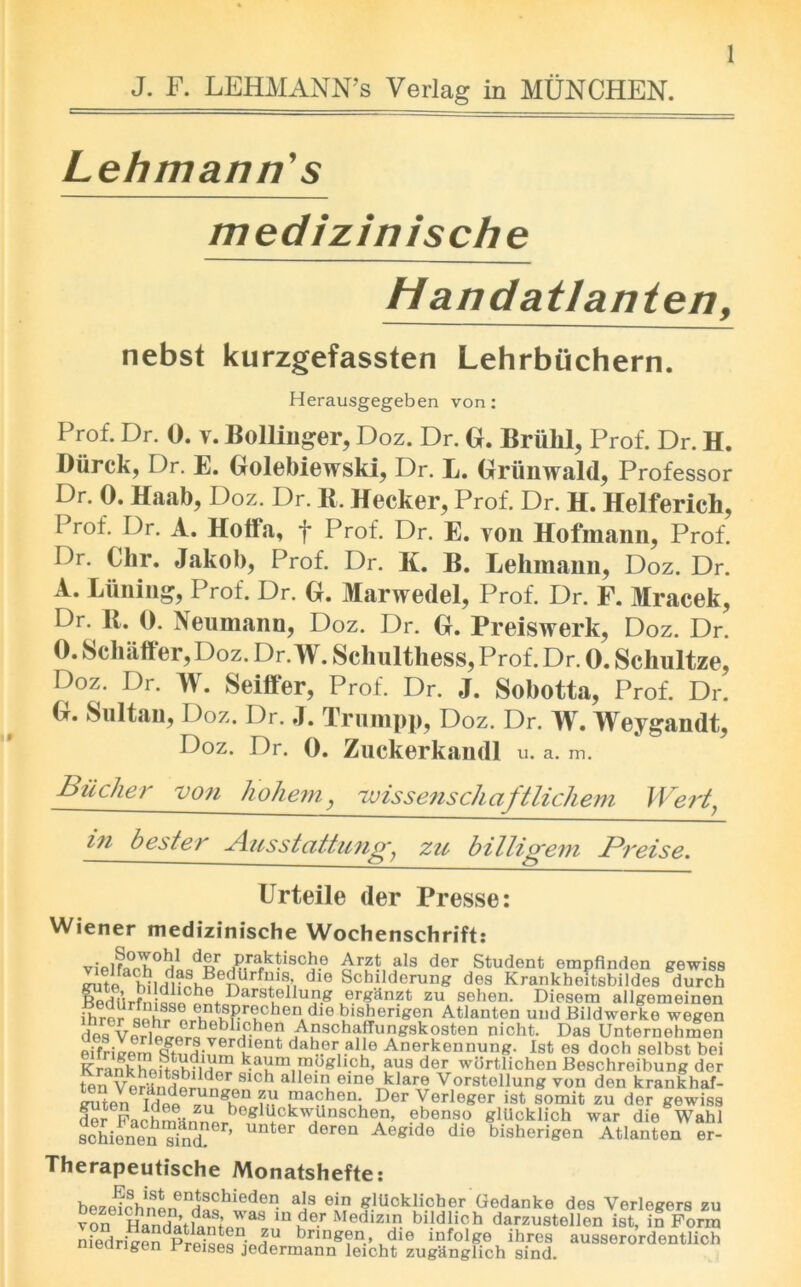 1
J. F. LEHMANN's Verlag in MÜNCHEN.
Lehmann's
medizinische
Handatlanten,
nebst kurzgefassten Lehrbüchern.
Herausgegeben von:
Prof. Dr. O. v. Bollinger, Doz. Dr. G. Brühl, Prof. Dr. H.
Dürck, Dr. E. Golebiewski, Dr. L. Grünwald, Professor
Dr. O. Haab, Doz. Dr. R. Hecker, Prof. Dr. H. Helferich,
Prof. Dr. A. Hoffa, † Prof. Dr. E. von Hofmann, Prof.
Dr. Chr. Jakob, Prof. Dr. K. B. Lehmann, Doz. Dr.
A. Lüning, Prof. Dr. G. Marwedel, Prof. Dr. F. Mracek,
Dr. R. O. Neumann, Doz. Dr. G. Preiswerk, Doz. Dr.
O. Schäffer, Doz. Dr. W. Schulthess, Prof. Dr. O. Schultze,
Doz. Dr. W. Seiffer, Prof. Dr. J. Sobotta, Prof. Dr.
G. Sultan, Doz. Dr. J. Trumpp, Doz. Dr. W. Weygandt,
Doz. Dr. O. Zuckerkandl u. a. m.
Bücher von hohem, wissenschaftlichem Wert,
in bester Ausstattung, zu billigem Preise.
Urteile der Presse:
Wiener medizinische Wochenschrift:
Sowohl der praktische Arzt als der Student empfinden gewiss
vielfach das Bedürfnis, die Schilderung des Krankheitsbildes durch
gute, bildliche Darstellung ergänzt zu sehen. Diesem allgemeinen
Bedürfnisse entsprechen die bisherigen Atlanten und Bildwerke wegen
ihrer sehr erheblichen Anschaffungskosten nicht. Das Unternehmen
des Verlegers verdient daher alle Anerkennung. Ist es doch selbst bei
eifrigem Studium kaum möglich, aus der wörtlichen Beschreibung der
Krankheitsbilder sich allein eine klare Vorstellung von den krankhaf-
ten Veränderungen zu machen. Der Verleger ist somit zu der gewiss
guten Idee zu beglückwünschen, ebenso glücklich war die Wahl
der Fachmänner, unter deren Aegide die bisherigen Atlanten er-
schienen sind.
Therapeutische Monatshefte:
Es ist entschieden als ein glücklicher Gedanke des Verlegers zu
bezeichnen, das, was in der Medizin bildlich darzustellen ist, in Form
von Handatlanten zu bringen, die infolge ihres ausserordentlich
niedrigen Preises jedermann leicht zugänglich sind.